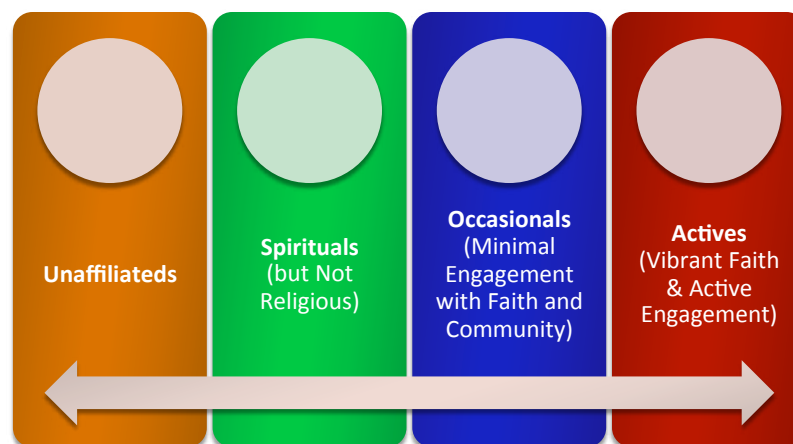 Unaffiliateds
Spirituals
(but Not
Religious)
Occasionals
(Minimal
Engagement
with Faith and
Community)
Actives
(Vibrant Faith
& Active
Engagement)